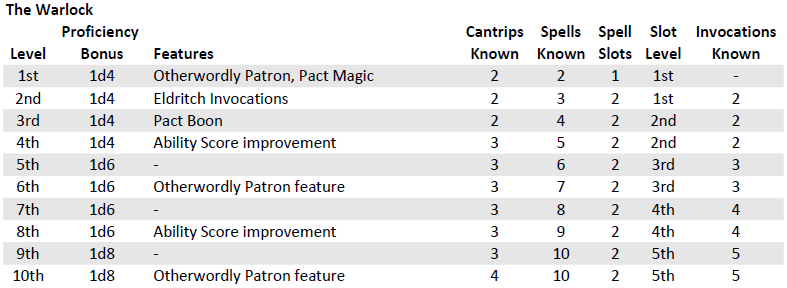 The Warlock
Proficiency Cantrips Spells Spell Slot Invocations
Level Bonus Features Known Known Slots Level Known
1st 1d4 Otherwordly Patron, Pact Magic 2 2 1 1st -
2nd 1d4 Eldritch Invocations 2 3 2 1st 2
3rd 1d4 Pact Boon 2 4 2 2nd 2
4th 1d4 Ability Score improvement 3 5 2 2nd 2
5th 1d6 - 3 6 2 3rd 3
6th 1d6 Otherwordly Patron feature 3 7 2 3rd 3
7th 1d6 - 3 8 2 4th 4
8th 1d6 Ability Score improvement 3 9 2 4th 4
9th 1d8 - 3 10 2 5th 5
10th 1d8 Otherwordly Patron feature 4 10 2 5th 5